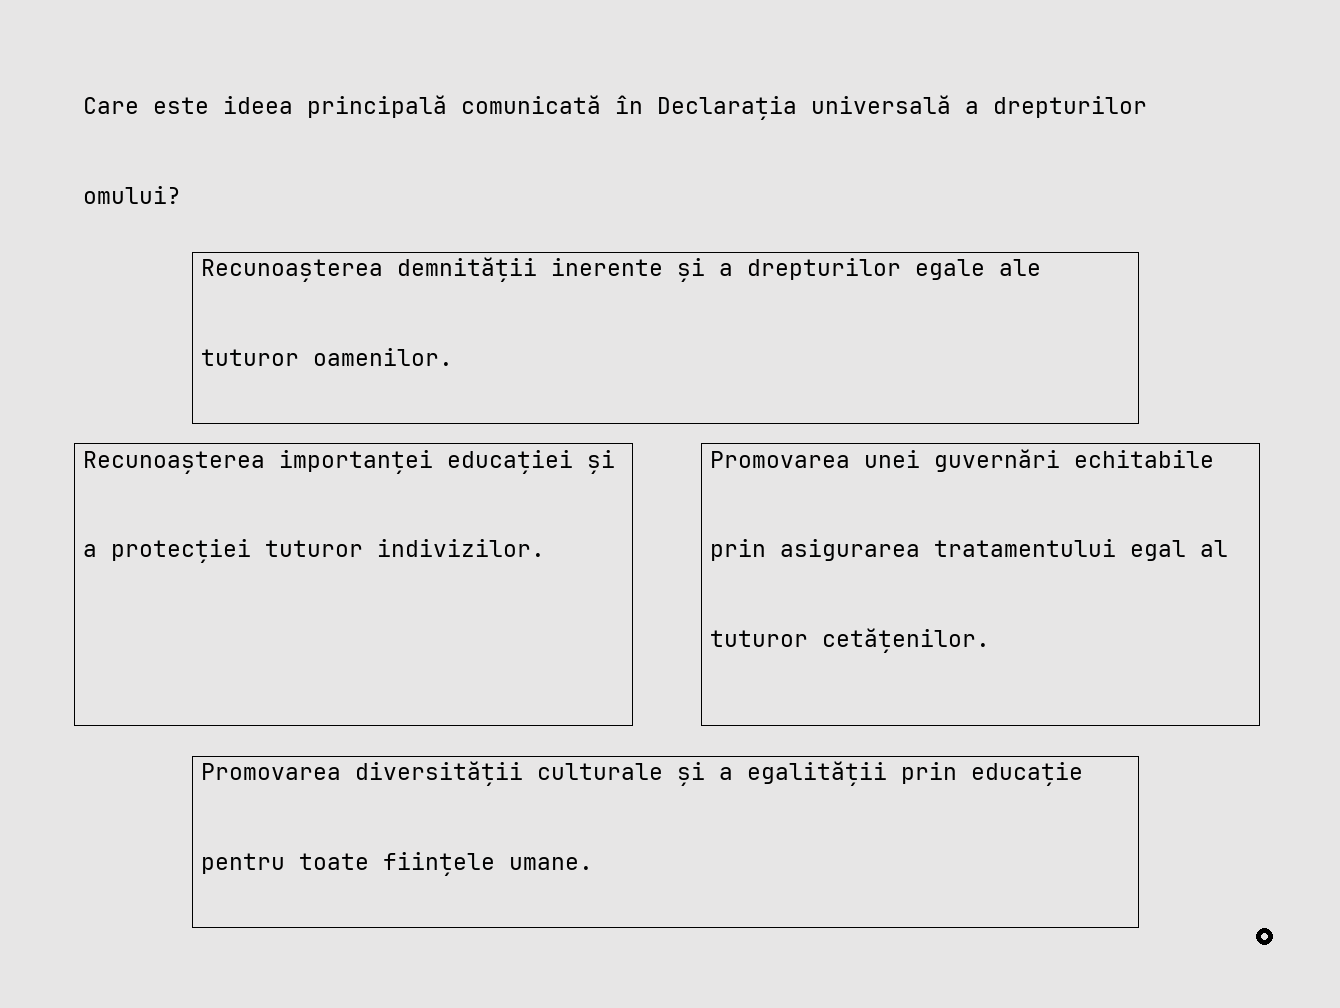 Care este ideea principală comunicată în Declarația universală a drepturilor
omului?
Recunoașterea demnității inerente și a drepturilor egale ale
tuturor oamenilor.
Recunoașterea importanței educației și
a protecției tuturor indivizilor.
Promovarea unei guvernări echitabile
prin asigurarea tratamentului egal al
tuturor cetățenilor.
Promovarea diversității culturale și a egalității prin educație
pentru toate ființele umane.